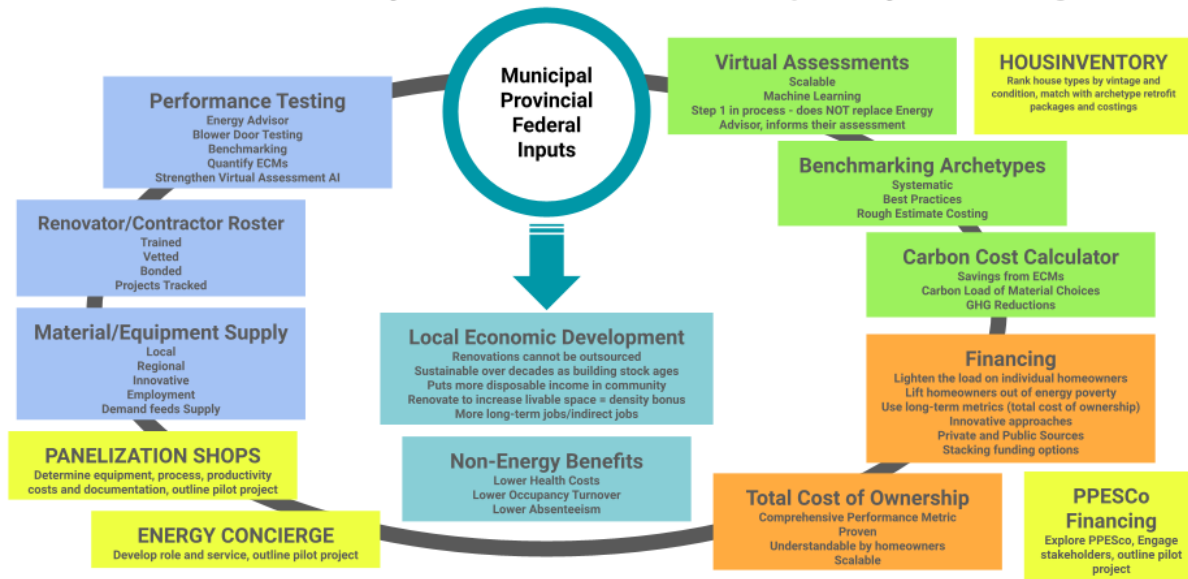 Municipal
Provincial
Federal
Inputs
Virtual Assessments
Scalable
Machine Learning
Step 1 in process - does NOT replace Energy
Advisor, informs their assessment
HOUSINVENTORY
Rank house types by vintage and
condition, match with archetype retrofit
packages and costings
Benchmarking Archetypes
Systematic
Best Practices
Rough Estimate Costing
Carbon Cost Calculator
Savings from ECMs
Carbon Load of Material Choices
GHG Reductions
Financing
Lighten the load on individual homeowners
Lift homeowners out of energy poverty
Use long-term metrics (total cost of ownership)
Innovative approaches
Private and Public Sources
Stacking funding options
PPESCo
Financing
Explore PPESco, Engage
stakeholders, outline pilot
project
Total Cost of Ownership
Comprehensive Performance Metric
Proven
Understandable by homeowners
Scalable
Performance Testing
Energy Advisor
Blower Door Testing
Benchmarking
Quantify ECMs
Strengthen Virtual Assessment AI
Renovator/Contractor Roster
Trained
Vetted
Bonded
Projects Tracked
Material/Equipment Supply
Local
Regional
Innovative
Employment
Demand feeds Supply
PANELIZATION SHOPS
Determine equipment, process, productivity
costs and documentation, outline pilot project
ENERGY CONCIERGE
Develop role and service, outline pilot project
Local Economic Development
Renovations cannot be outsourced
Sustainable over decades as building stock ages
Puts more disposable income in community
Renovate to increase livable space = density bonus
More long-term jobs/indirect jobs
Non-Energy Benefits
Lower Health Costs
Lower Occupancy Turnover
Lower Absenteeism